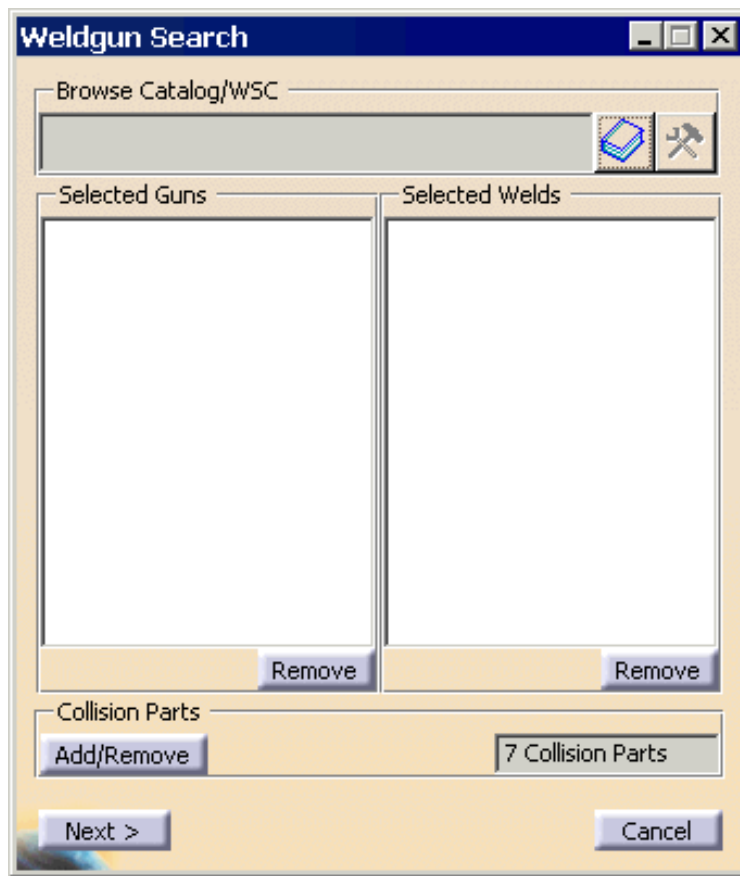 Weldgun Search
Browse Catalog/WSC
Selected Guns
Selected Welds
Remove
Remove
Collision Parts
Add/Remove
7 Collision Parts
Next >
Cancel